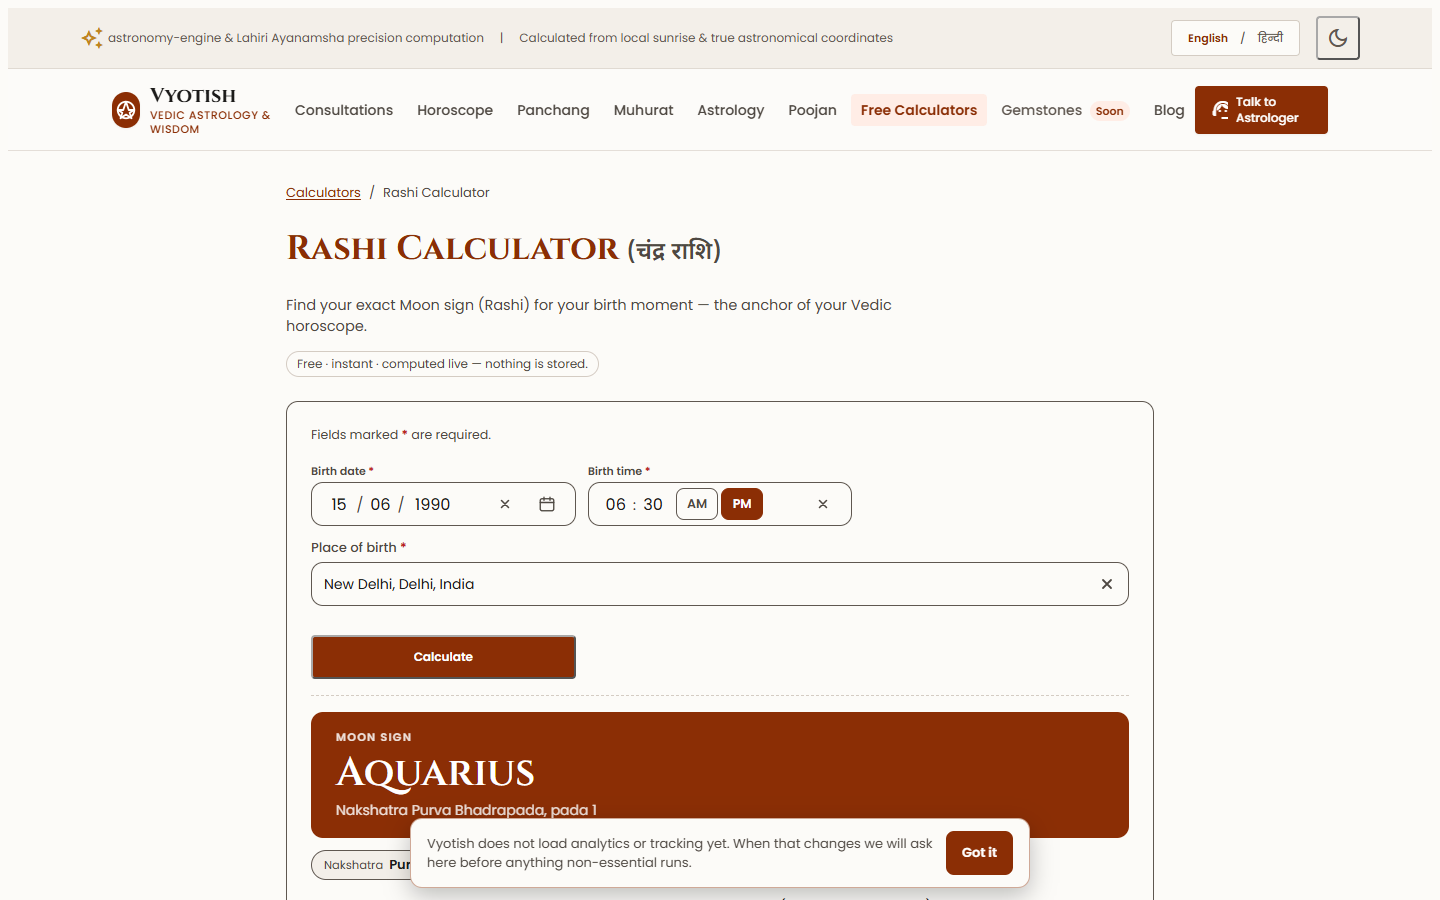 astronomy-engine & Lahiri Ayanamsha precision computation | Calculated from local sunrise & true astronomical coordinates
English / हिन्दी
Vyotish
VEDIC ASTROLOGY & WISDOM
Consultations Horoscope Panchang Muhurat Astrology Poojan Free Calculators Gemstones Soon Blog
Talk to Astrologer
Calculators / Rashi Calculator
Rashi Calculator (चंद्र राशि)
Find your exact Moon sign (Rashi) for your birth moment — the anchor of your Vedic
horoscope.
Free · instant · computed live — nothing is stored.
Fields marked * are required.
Birth date * Birth time *
15 / 06 / 1990 06 : 30 AM PM
Place of birth *
New Delhi, Delhi, India
Calculate
MOON SIGN
Aquarius
Nakshatra Purva Bhadrapada, pada 1
Nakshatra
Vyotish does not load analytics or tracking yet. When that changes we will ask
here before anything non-essential runs.
Got it